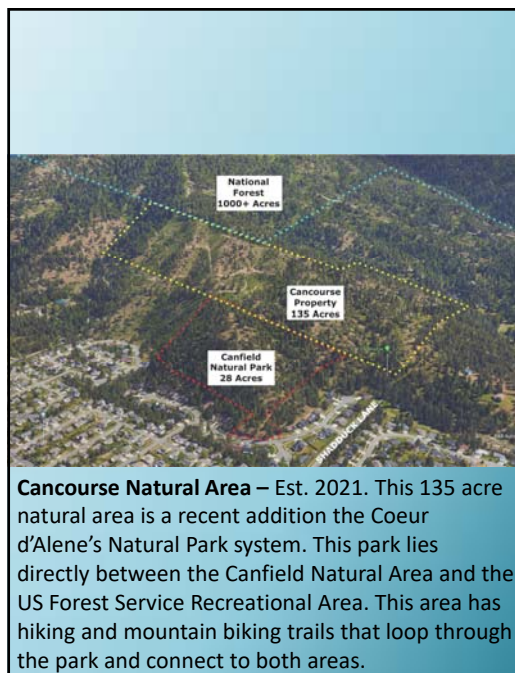 National
Forest
1000+ Acres
Cancourse
Property
135 Acres
Canfield
Natural Park
28 Acres
SHADDUCK LANE
Cancourse Natural Area – Est. 2021. This 135 acre
natural area is a recent addition the Coeur
d’Alene’s Natural Park system. This park lies
directly between the Canfield Natural Area and the
US Forest Service Recreational Area. This area has
hiking and mountain biking trails that loop through
the park and connect to both areas.